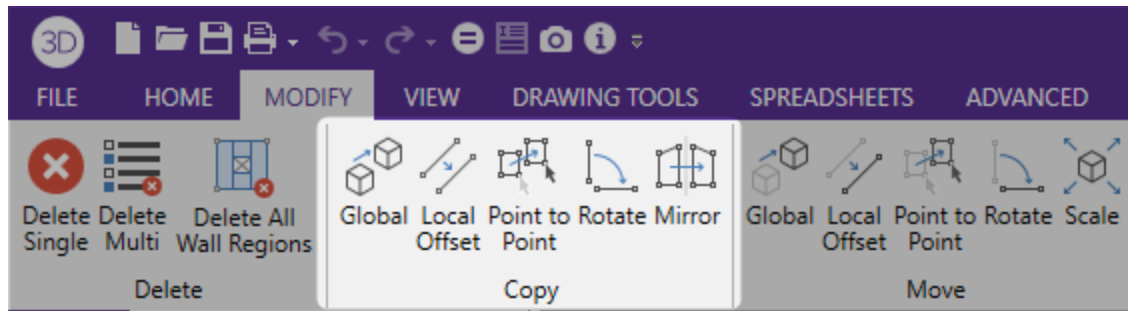 3D
FILE HOME MODIFY VIEW DRAWING TOOLS SPREADSHEETS ADVANCED
Delete Delete Delete All Global Local Point to Rotate Mirror Global Local Point to Rotate Scale
Single Multi Wall Regions Offset Point Offset Point
Delete Copy Move